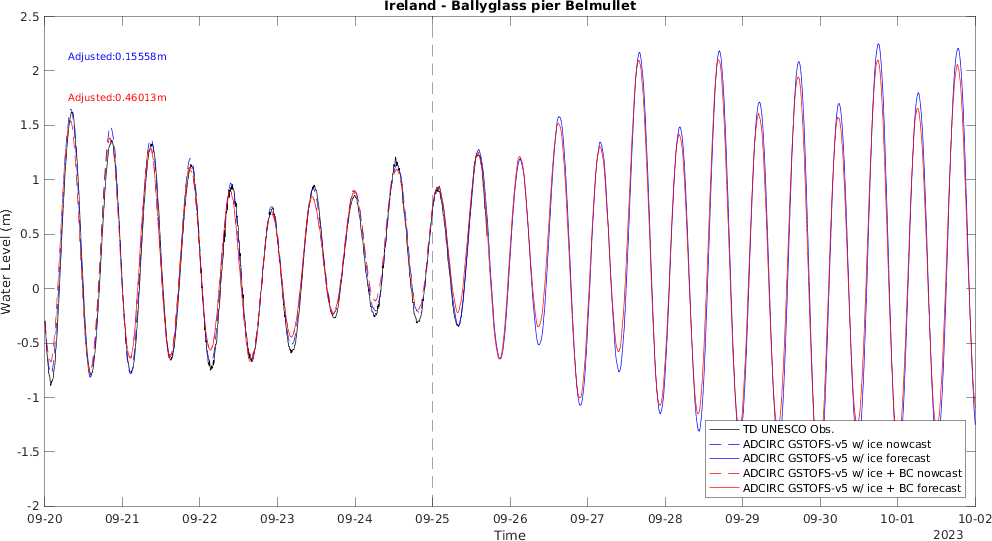 Ireland - Ballyglass pier Belmullet
2.5
2
1.5
1
0.5
0
-0.5
-1
-1.5
-2
Water Level (m)
Adjusted:0.15558m
Adjusted:0.46013m
TD UNESCO Obs.
ADCIRC GSTOFS-v5 w/ ice nowcast
ADCIRC GSTOFS-v5 w/ ice forecast
ADCIRC GSTOFS-v5 w/ ice + BC nowcast
ADCIRC GSTOFS-v5 w/ ice + BC forecast
09-20 09-21 09-22 09-23 09-24 09-25 09-26 09-27 09-28 09-29 09-30 10-01 10-02
Time
2023